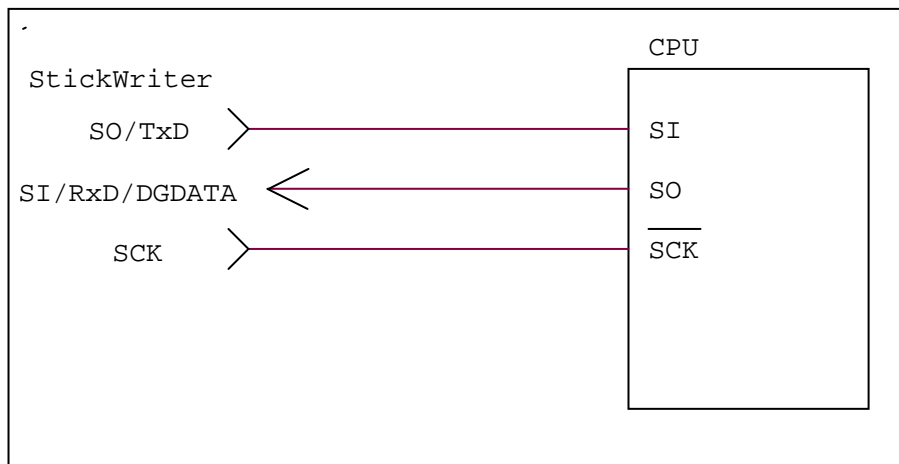 CPU
StickWriter
SO/TxD
SI
SI/RxD/DGDATA
SO
SCK
SCK